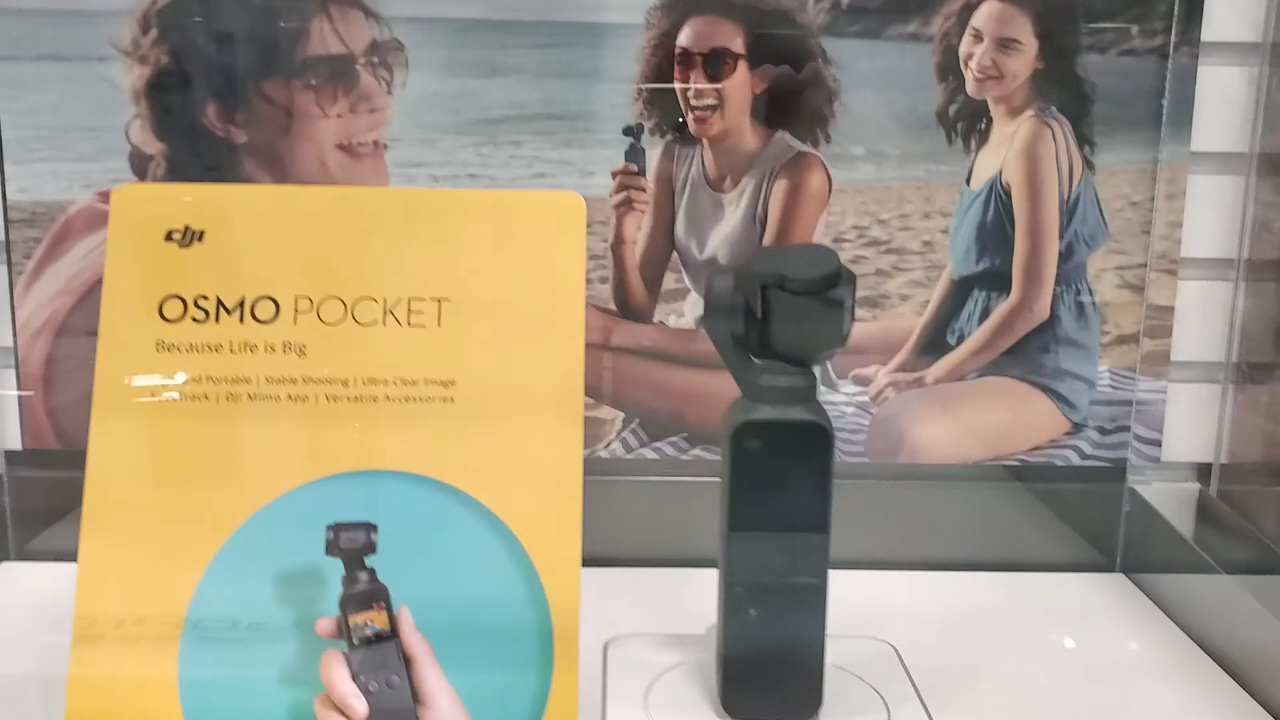 dji
OSMO POCKET
Because Life is Big
Portable | Stable Shooting | Ultra Clear Image
| DJI Mimo App | Versatile Accessories